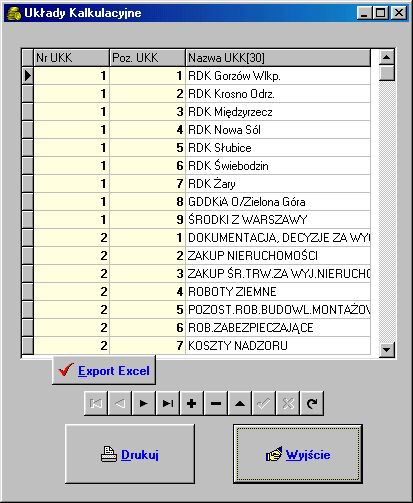 Układy Kalkulacyjne
Nr UKK Poz. UKK Nazwa UKK[30]
1 1 RDK Gorzów Wlkp.
1 2 RDK Krosno Odrz.
1 3 RDK Międzyrzecz
1 4 RDK Nowa Sól
1 5 RDK Słubice
1 6 RDK Świebodzin
1 7 RDK Żary
1 8 GDDKiA O/Zielona Góra
1 9 ŚRODKI Z WARSZAWY
2 1 DOKUMENTACJA, DECYZJE ZA WYŁ
2 2 ZAKUP NIERUCHOMOŚCI
2 3 ZAKUP ŚR.TRW.ZA WYJ.NIERUCHO
2 4 ROBOTY ZIEMNE
2 5 POZOST.ROB.BUDOWL.MONTAŻOW
2 6 ROB.ZABEZPIECZAJĄCE
2 7 KOSZTY NADZORU
Export Excel
Drukuj
Wyjście